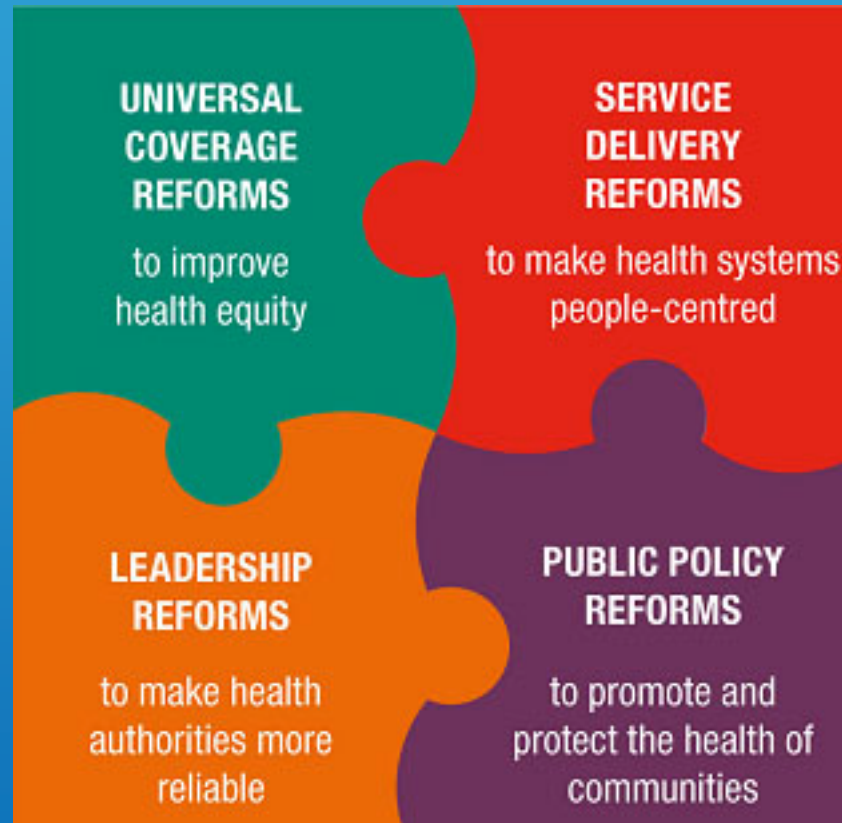 UNIVERSAL
COVERAGE
REFORMS
to improve
health equity
SERVICE
DELIVERY
REFORMS
to make health systems
people-centred
LEADERSHIP
REFORMS
to make health
authorities more
reliable
PUBLIC POLICY
REFORMS
to promote and
protect the health of
communities